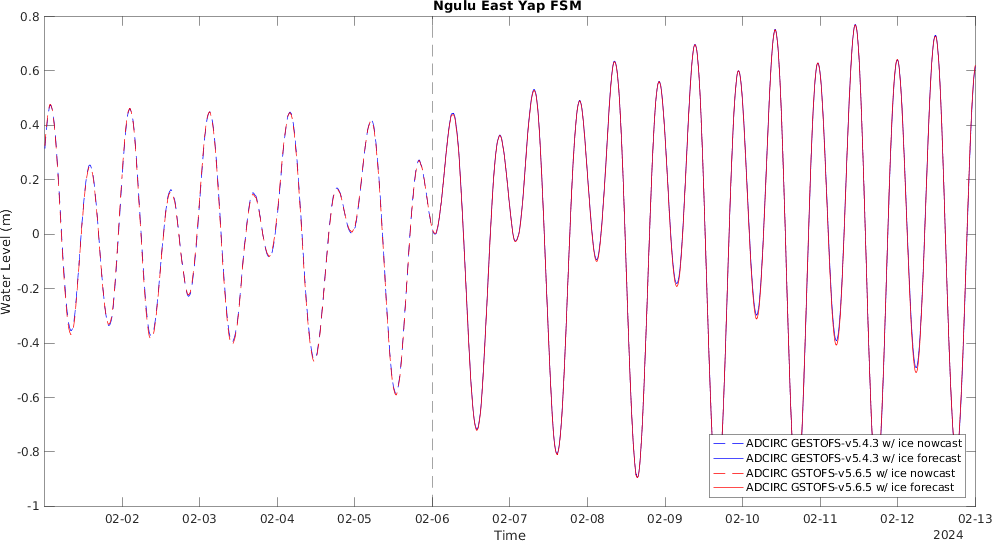 Ngulu East Yap FSM
0.8
0.6
0.4
0.2
0
-0.2
-0.4
-0.6
-0.8
-1
Water Level (m)
ADCIRC GESTOFS-v5.4.3 w/ ice nowcast
ADCIRC GESTOFS-v5.4.3 w/ ice forecast
ADCIRC GSTOFS-v5.6.5 w/ ice nowcast
ADCIRC GSTOFS-v5.6.5 w/ ice forecast
02-02 02-03 02-04 02-05 02-06 02-07 02-08 02-09 02-10 02-11 02-12 02-13
Time
2024